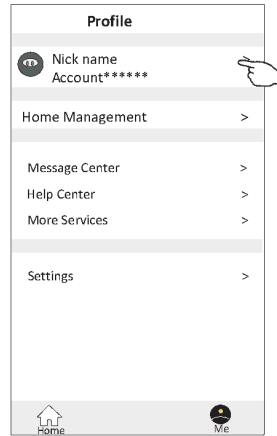 Profile
Nick name
Account******
Home Management >
Message Center >
Help Center >
More Services >
Settings >
Home Me